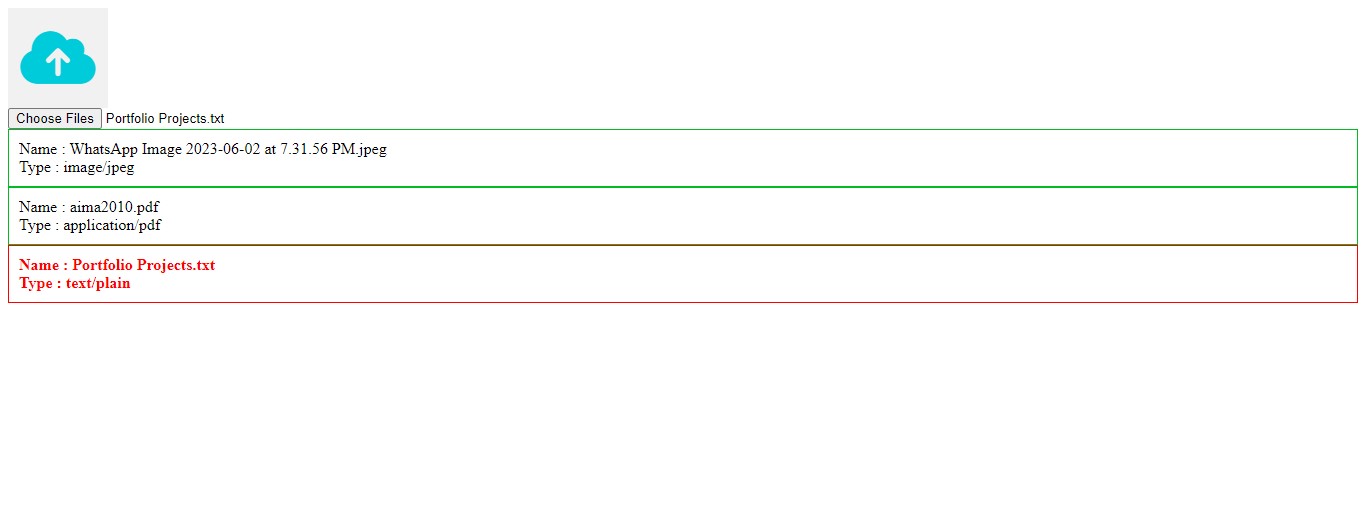 Choose Files Portfolio Projects.txt
Name : WhatsApp Image 2023-06-02 at 7.31.56 PM.jpeg
Type : image/jpeg
Name : aima2010.pdf
Type : application/pdf
Name : Portfolio Projects.txt
Type : text/plain